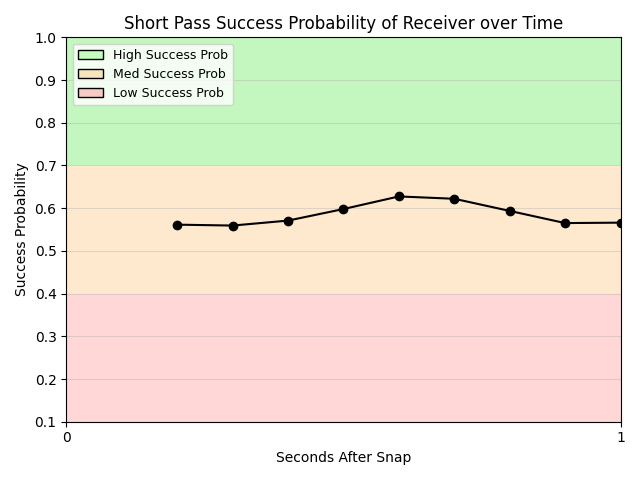 Short Pass Success Probability of Receiver over Time
1.0
High Success Prob
Med Success Prob
Low Success Prob
0.9
0.8
0.7
0.6
0.5
0.4
0.3
0.2
0.1
Success Probability
0
1
Seconds After Snap